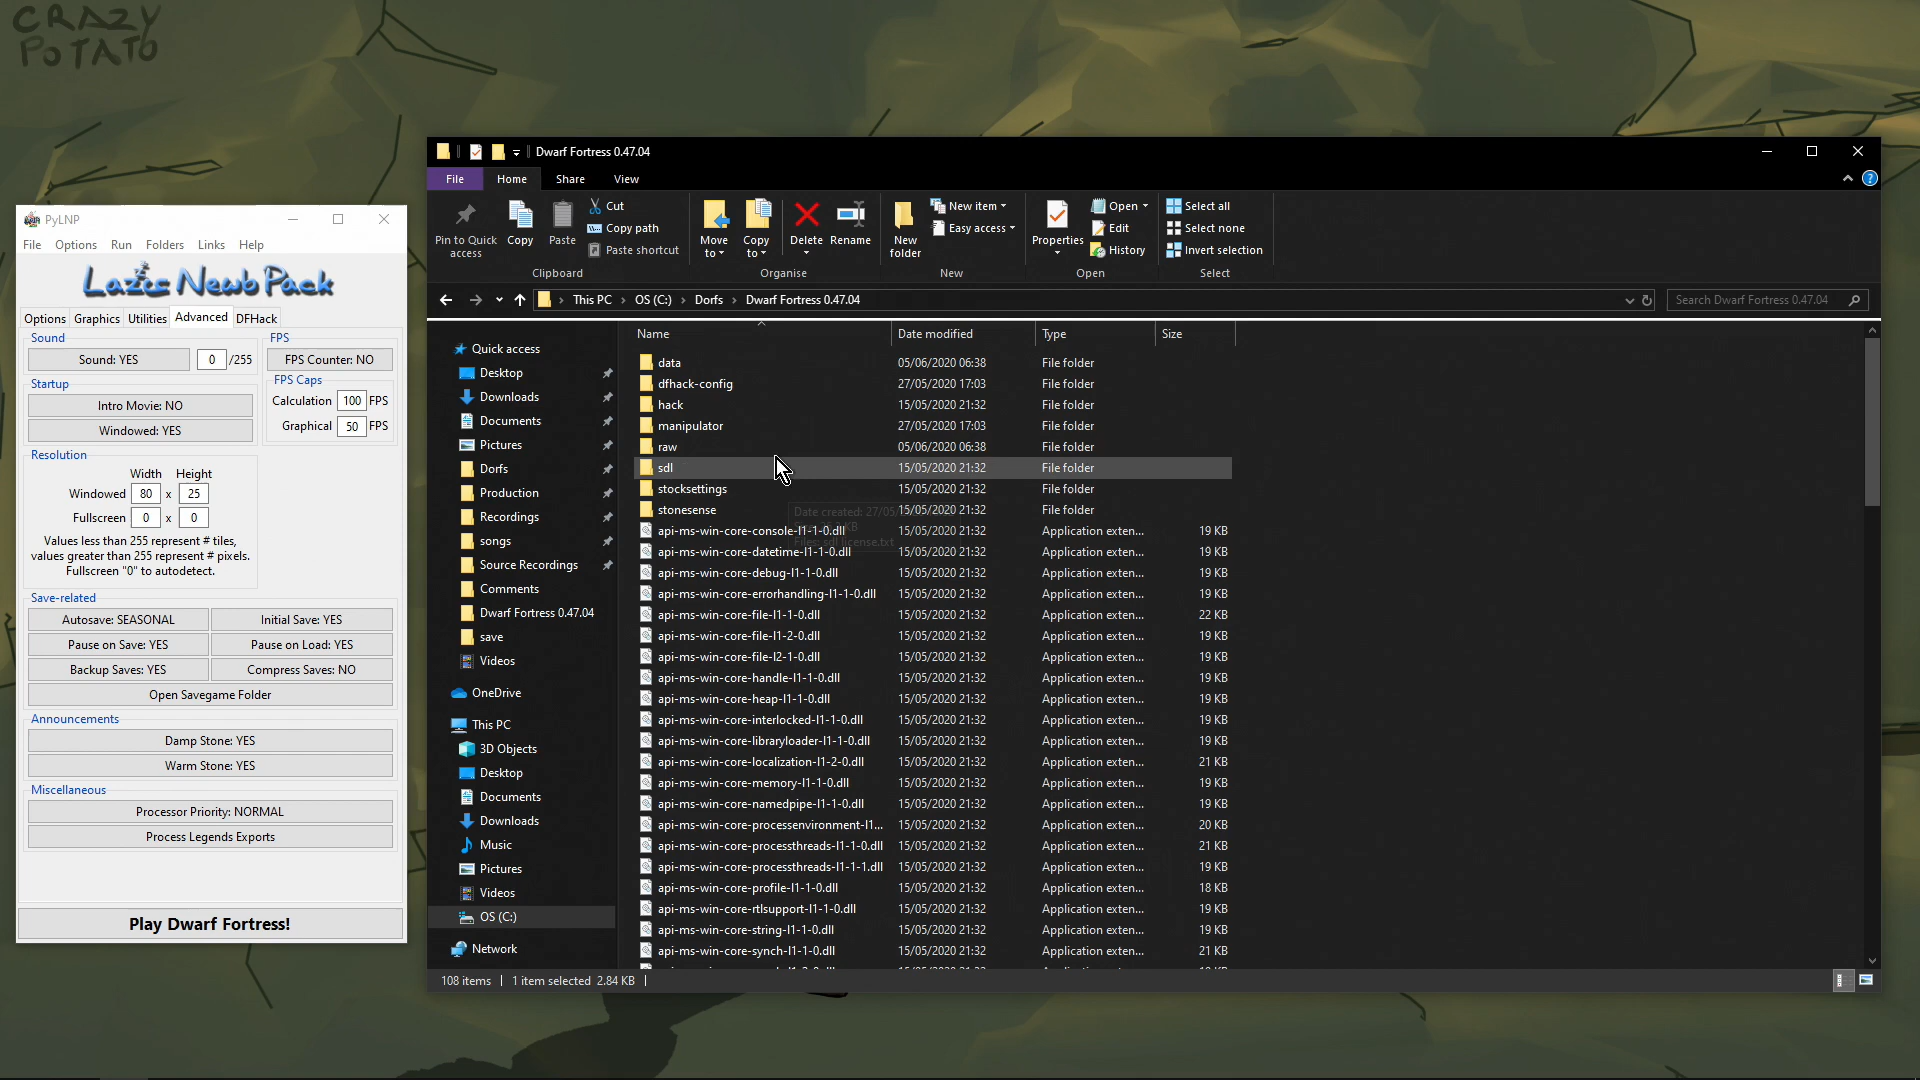 CRAZY
POTATO
PyLNP
File Options Run Folders Links Help
Lazy Newb Pack
Options Graphics Utilities Advanced DFHack
Sound
Sound: YES 0 /255
FPS
FPS Counter: NO
Startup
Intro Movie: NO
Windowed: YES
FPS Caps
Calculation 100 FPS
Graphical 50 FPS
Resolution
Width Height
Windowed 80 x 25
Fullscreen 0 x 0
Values less than 255 represent # tiles,
values greater than 255 represent # pixels.
Fullscreen "0" to autodetect.
Save-related
Autosave: SEASONAL Initial Save: YES
Pause on Save: YES Pause on Load: YES
Backup Saves: YES Compress Saves: NO
Open Savegame Folder
Announcements
Damp Stone: YES
Warm Stone: YES
Miscellaneous
Processor Priority: NORMAL
Process Legends Exports
Play Dwarf Fortress!
Dwarf Fortress 0.47.04
File Home Share View
Pin to Quick
access
Copy
Paste
Cut
Copy path
Paste shortcut
Clipboard
Move
to
Copy
to
Delete
Rename
Organise
New
folder
New item
Easy access
New
Properties
Open
Edit
History
Open
Select all
Select none
Invert selection
Select
This PC › OS (C:) › Dorfs › Dwarf Fortress 0.47.04
Search Dwarf Fortress 0.47.04
Quick access
Desktop
Downloads
Documents
Pictures
Dorfs
Production
Recordings
songs
Source Recordings
Comments
Dwarf Fortress 0.47.04
save
Videos
OneDrive
This PC
3D Objects
Desktop
Documents
Downloads
Music
Pictures
Videos
OS (C:)
Network
Name Date modified Type Size
data 05/06/2020 06:38 File folder
dfhack-config 27/05/2020 17:03 File folder
hack 15/05/2020 21:32 File folder
manipulator 27/05/2020 17:03 File folder
raw 05/06/2020 06:38 File folder
sdl 15/05/2020 21:32 File folder
stocksettings 15/05/2020 21:32 File folder
stonesense 15/05/2020 21:32 File folder
Date created: 27/05/
Files: sdl license.txt
api-ms-win-core-console-l1-1-0.dll 15/05/2020 21:32 Application exten... 19 KB
api-ms-win-core-datetime-l1-1-0.dll 15/05/2020 21:32 Application exten... 19 KB
api-ms-win-core-debug-l1-1-0.dll 15/05/2020 21:32 Application exten... 19 KB
api-ms-win-core-errorhandling-l1-1-0.dll 15/05/2020 21:32 Application exten... 19 KB
api-ms-win-core-file-l1-1-0.dll 15/05/2020 21:32 Application exten... 22 KB
api-ms-win-core-file-l1-2-0.dll 15/05/2020 21:32 Application exten... 19 KB
api-ms-win-core-file-l2-1-0.dll 15/05/2020 21:32 Application exten... 19 KB
api-ms-win-core-handle-l1-1-0.dll 15/05/2020 21:32 Application exten... 19 KB
api-ms-win-core-heap-l1-1-0.dll 15/05/2020 21:32 Application exten... 19 KB
api-ms-win-core-interlocked-l1-1-0.dll 15/05/2020 21:32 Application exten... 19 KB
api-ms-win-core-libraryloader-l1-1-0.dll 15/05/2020 21:32 Application exten... 19 KB
api-ms-win-core-localization-l1-2-0.dll 15/05/2020 21:32 Application exten... 21 KB
api-ms-win-core-memory-l1-1-0.dll 15/05/2020 21:32 Application exten... 19 KB
api-ms-win-core-namedpipe-l1-1-0.dll 15/05/2020 21:32 Application exten... 19 KB
api-ms-win-core-processenvironment-l1... 15/05/2020 21:32 Application exten... 20 KB
api-ms-win-core-processthreads-l1-1-0.dll 15/05/2020 21:32 Application exten... 21 KB
api-ms-win-core-processthreads-l1-1-1.dll 15/05/2020 21:32 Application exten... 19 KB
api-ms-win-core-profile-l1-1-0.dll 15/05/2020 21:32 Application exten... 18 KB
api-ms-win-core-rtlsupport-l1-1-0.dll 15/05/2020 21:32 Application exten... 19 KB
api-ms-win-core-string-l1-1-0.dll 15/05/2020 21:32 Application exten... 19 KB
api-ms-win-core-synch-l1-1-0.dll 15/05/2020 21:32 Application exten... 21 KB
108 items 1 item selected 2.84 KB